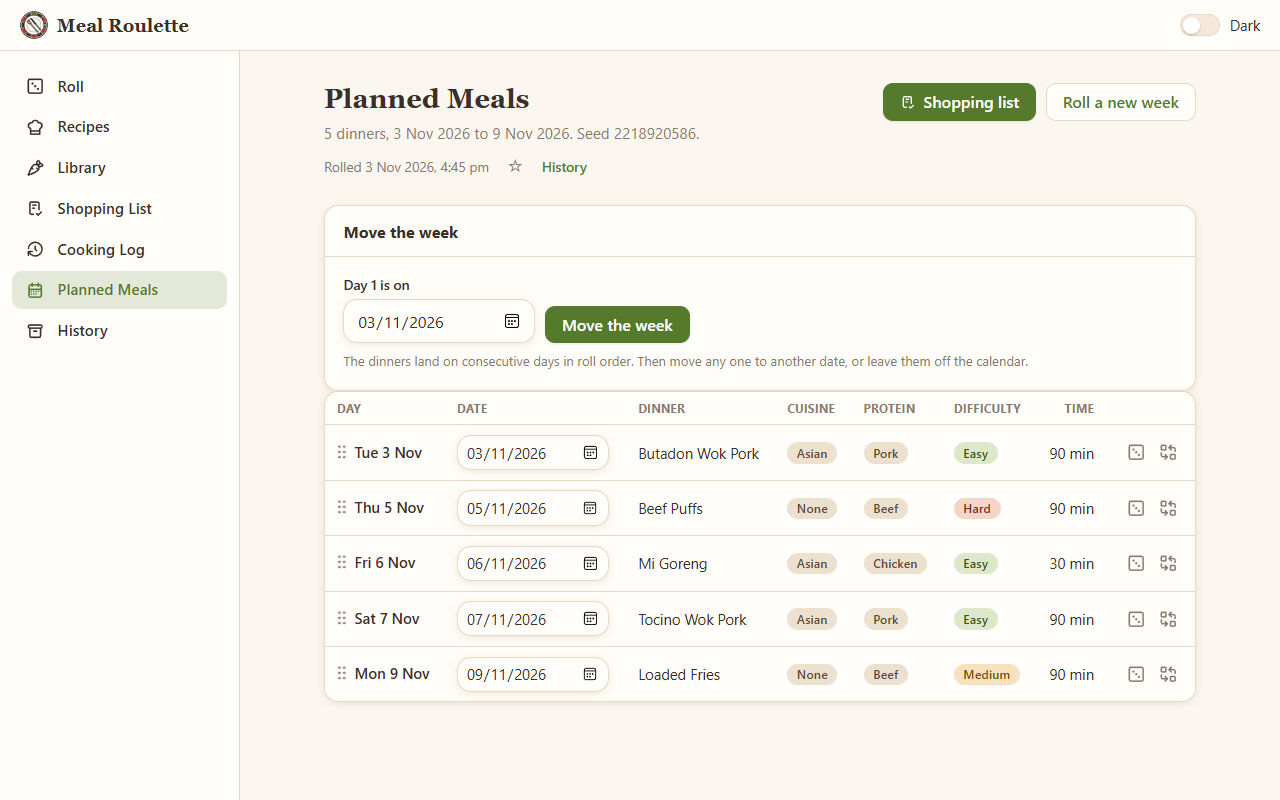 Meal Roulette
Dark
Roll
Recipes
Library
Shopping List
Cooking Log
Planned Meals
History
Planned Meals
Shopping list
Roll a new week
5 dinners, 3 Nov 2026 to 9 Nov 2026. Seed 2218920586.
Rolled 3 Nov 2026, 4:45 pm ☆ History
Move the week
Day 1 is on
03/11/2026
Move the week
The dinners land on consecutive days in roll order. Then move any one to another date, or leave them off the calendar.
DAY DATE DINNER CUISINE PROTEIN DIFFICULTY TIME
Tue 3 Nov 03/11/2026 Butadon Wok Pork Asian Pork Easy 90 min
Thu 5 Nov 05/11/2026 Beef Puffs None Beef Hard 90 min
Fri 6 Nov 06/11/2026 Mi Goreng Asian Chicken Easy 30 min
Sat 7 Nov 07/11/2026 Tocino Wok Pork Asian Pork Easy 90 min
Mon 9 Nov 09/11/2026 Loaded Fries None Beef Medium 90 min